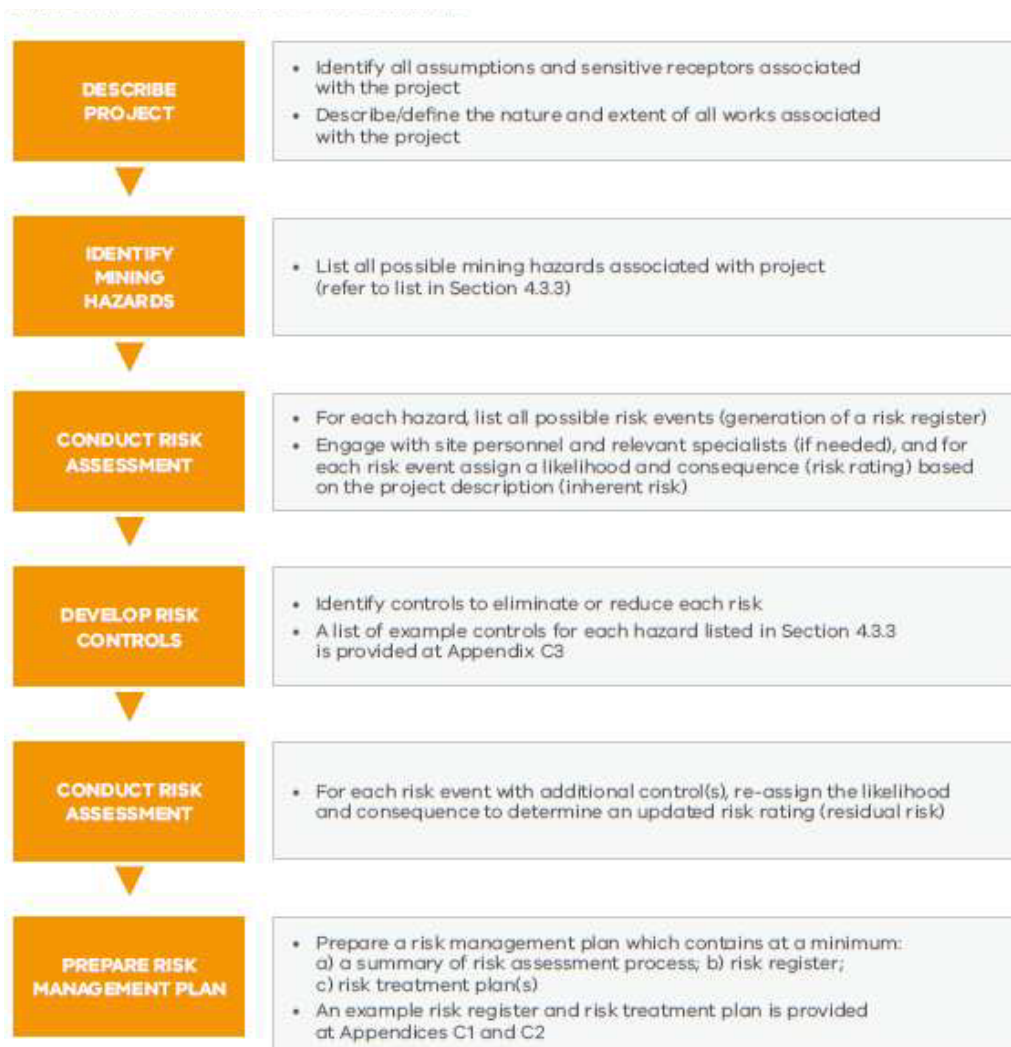 DESCRIBE
PROJECT
• Identify all assumptions and sensitive receptors associated
with the project
• Describe/define the nature and extent of all works associated
with the project
IDENTIFY
MINING
HAZARDS
• List all possible mining hazards associated with project
(refer to list in Section 4.3.3)
CONDUCT RISK
ASSESSMENT
• For each hazard, list all possible risk events (generation of a risk register)
• Engage with site personnel and relevant specialists (if needed), and for
each risk event assign a likelihood and consequence (risk rating) based
on the project description (inherent risk)
DEVELOP RISK
CONTROLS
• Identify controls to eliminate or reduce each risk
• A list of example controls for each hazard listed in Section 4.3.3
is provided at Appendix C3
CONDUCT RISK
ASSESSMENT
• For each risk event with additional control(s), re-assign the likelihood
and consequence to determine an updated risk rating (residual risk)
PREPARE RISK
MANAGEMENT PLAN
• Prepare a risk management plan which contains at a minimum:
a) a summary of risk assessment process; b) risk register;
c) risk treatment plan(s)
• An example risk register and risk treatment plan is provided
at Appendices C1 and C2